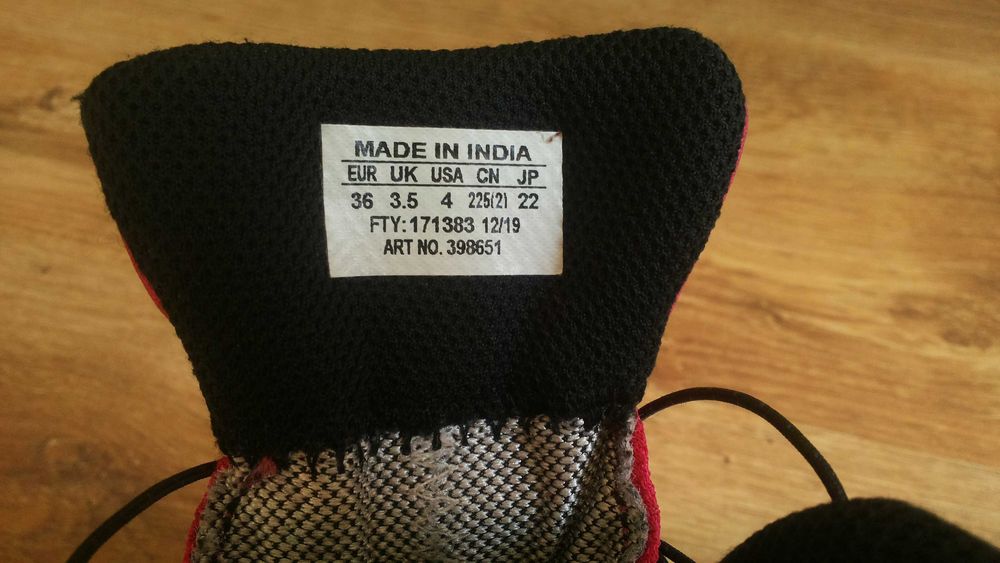 MADE IN INDIA
EUR UK USA CN JP
36 3.5 4 225(2) 22
FTY: 171383 12/19
ART NO. 398651